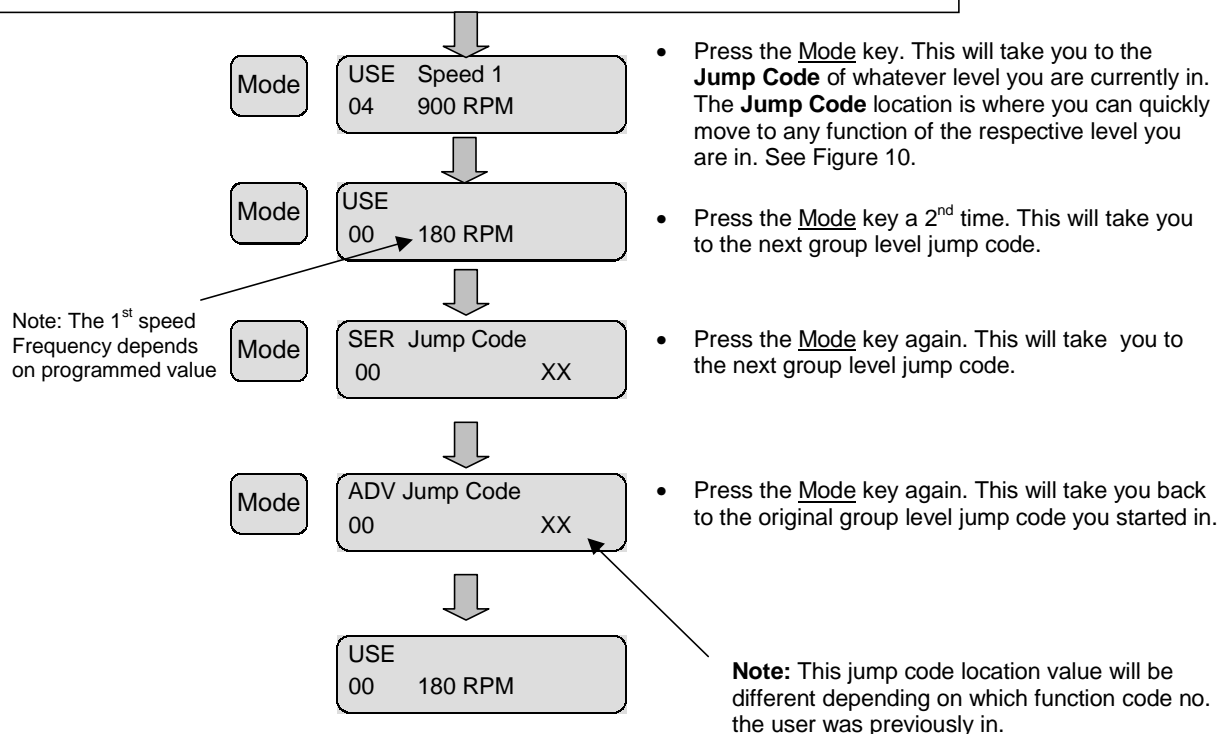 Mode
USE Speed 1
04 900 RPM
• Press the Mode key. This will take you to the
Jump Code of whatever level you are currently in.
The Jump Code location is where you can quickly
move to any function of the respective level you
are in. See Figure 10.
Mode
USE
00 180 RPM
• Press the Mode key a 2nd time. This will take you
to the next group level jump code.
Note: The 1st speed
Frequency depends
on programmed value
Mode
SER Jump Code
00 XX
• Press the Mode key again. This will take you to
the next group level jump code.
Mode
ADV Jump Code
00 XX
• Press the Mode key again. This will take you back
to the original group level jump code you started in.
USE
00 180 RPM
Note: This jump code location value will be
different depending on which function code no.
the user was previously in.